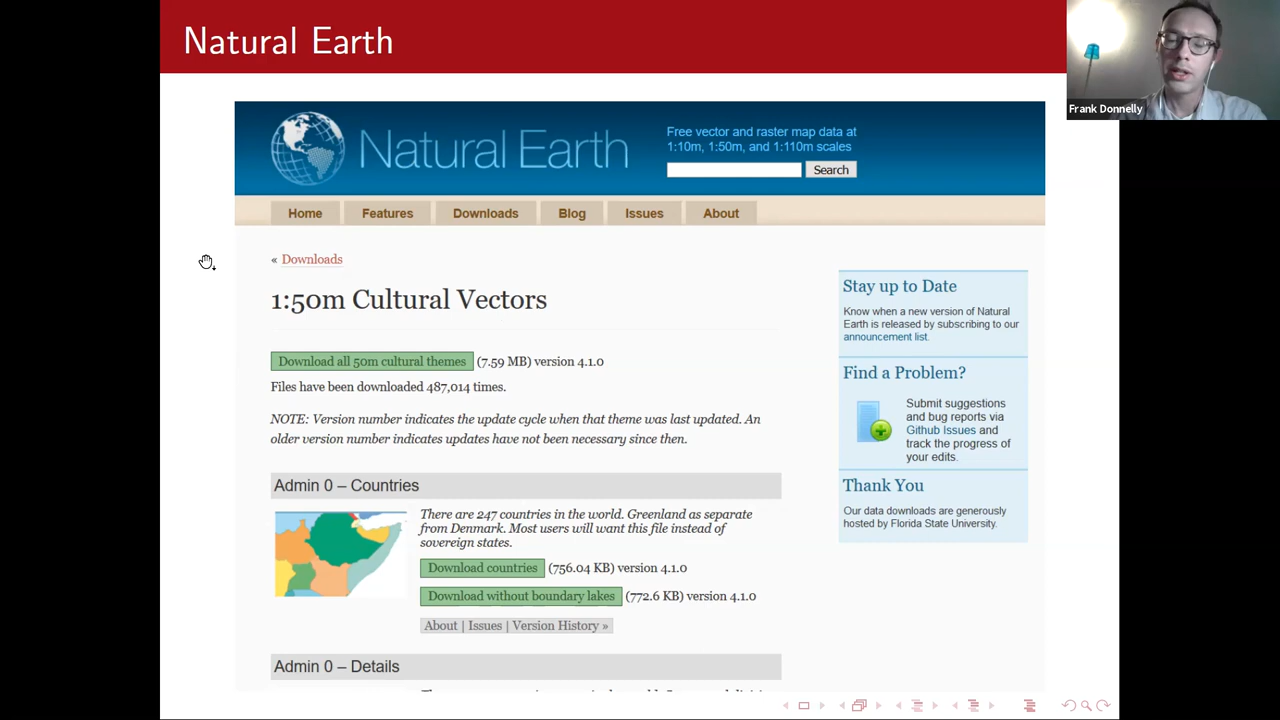 Natural Earth
Frank Donnelly
Natural Earth
Free vector and raster map data at
1:10m, 1:50m, and 1:110m scales
Search
Home
Features
Downloads
Blog
Issues
About
« Downloads
1:50m Cultural Vectors
Download all 50m cultural themes (7.59 MB) version 4.1.0
Files have been downloaded 487,014 times.
NOTE: Version number indicates the update cycle when that theme was last updated. An
older version number indicates updates have not been necessary since then.
Admin 0 – Countries
There are 247 countries in the world. Greenland as separate
from Denmark. Most users will want this file instead of
sovereign states.
Download countries (756.04 KB) version 4.1.0
Download without boundary lakes (772.6 KB) version 4.1.0
About | Issues | Version History »
Admin 0 – Details
Stay up to Date
Know when a new version of Natural
Earth is released by subscribing to our
announcement list.
Find a Problem?
Submit suggestions
and bug reports via
Github Issues and
track the progress of
your edits.
Thank You
Our data downloads are generously
hosted by Florida State University.